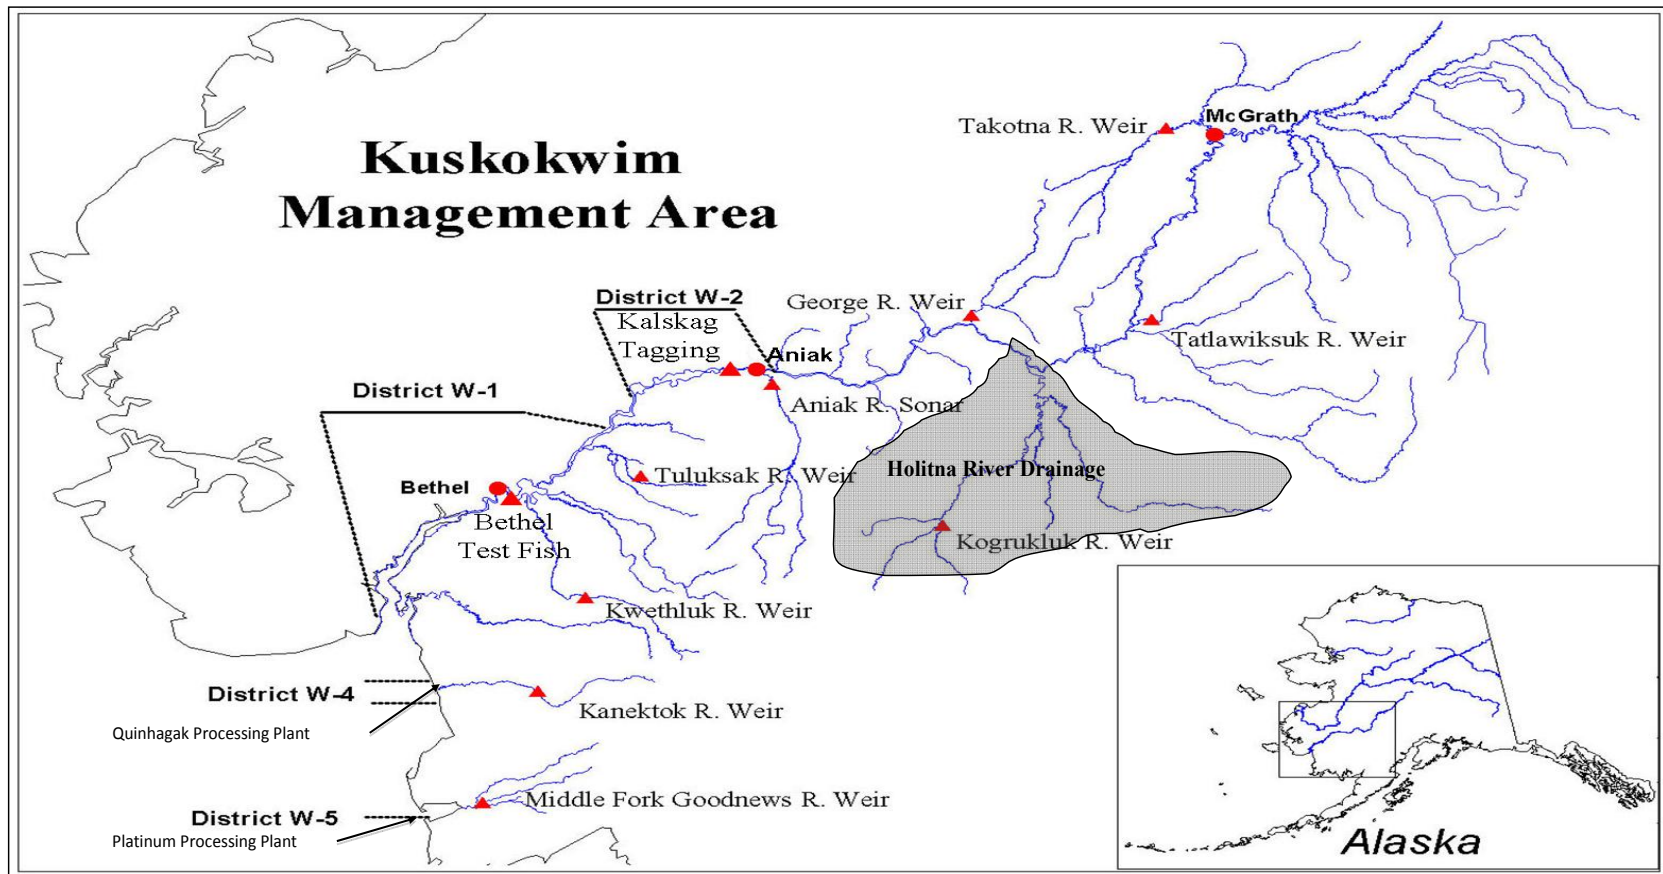 Kuskokwim
Management Area
Takotna R. Weir
McGrath
District W-2
Kalskag
Tagging
George R. Weir
Tatlawiksuk R. Weir
Aniak
District W-1
Aniak R. Sonar
Holitna River Drainage
Tuluksak R. Weir
Bethel
Bethel
Test Fish
Kogrukluk R. Weir
Kwethluk R. Weir
District W-4
Kanektok R. Weir
Quinhagak Processing Plant
Middle Fork Goodnews R. Weir
District W-5
Platinum Processing Plant
Alaska